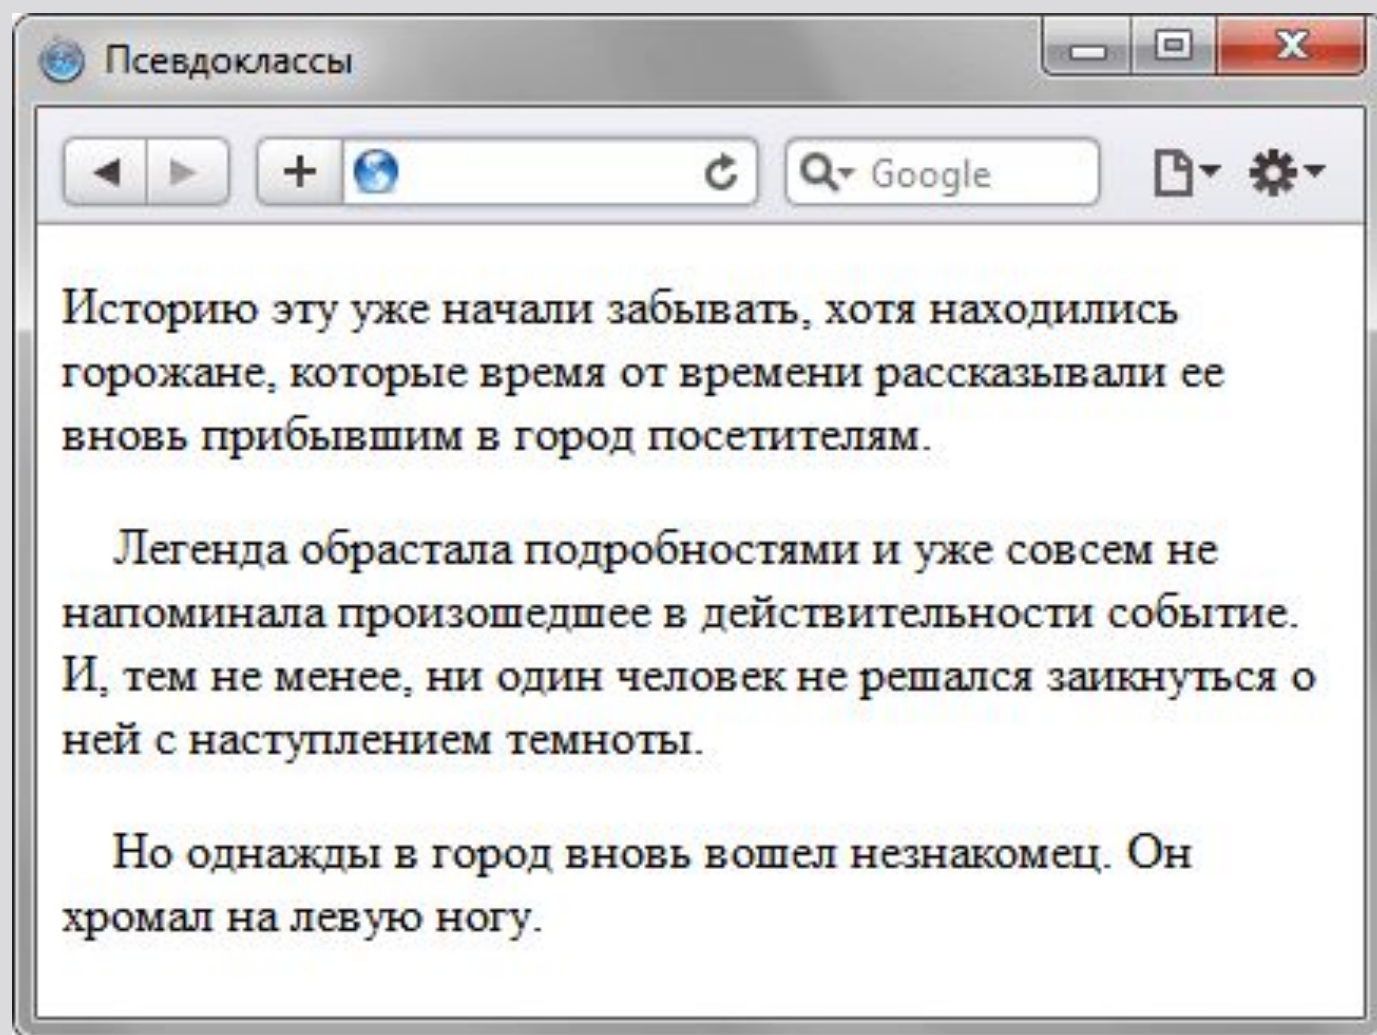 Псевдоклассы
Google
Историю эту уже начали забывать, хотя находились
горожане, которые время от времени рассказывали ее
вновь прибывшим в город посетителям.
Легенда обрастала подробностями и уже совсем не
напоминала произошедшее в действительности событие.
И, тем не менее, ни один человек не решался заикнуться о
ней с наступлением темноты.
Но однажды в город вновь вошел незнакомец. Он
хромал на левую ногу.